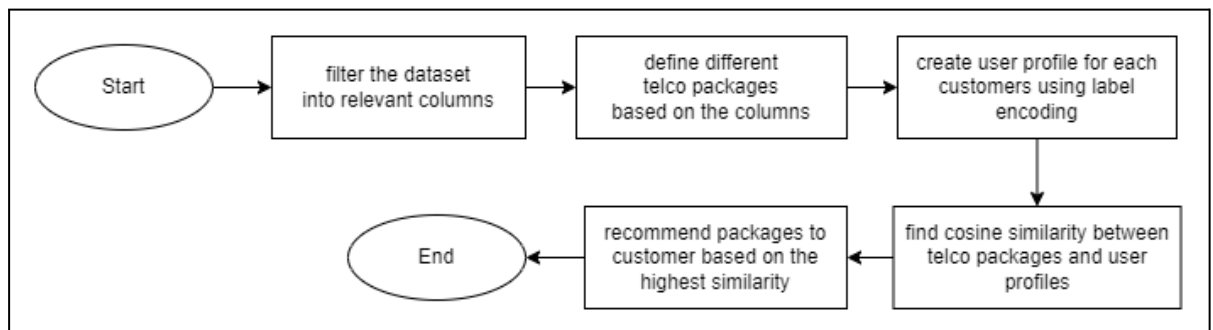 Start
filter the dataset
into relevant columns
define different
telco packages
based on the columns
create user profile for each
customers using label
encoding
find cosine similarity between
telco packages and user
profiles
recommend packages to
customer based on the
highest similarity
End